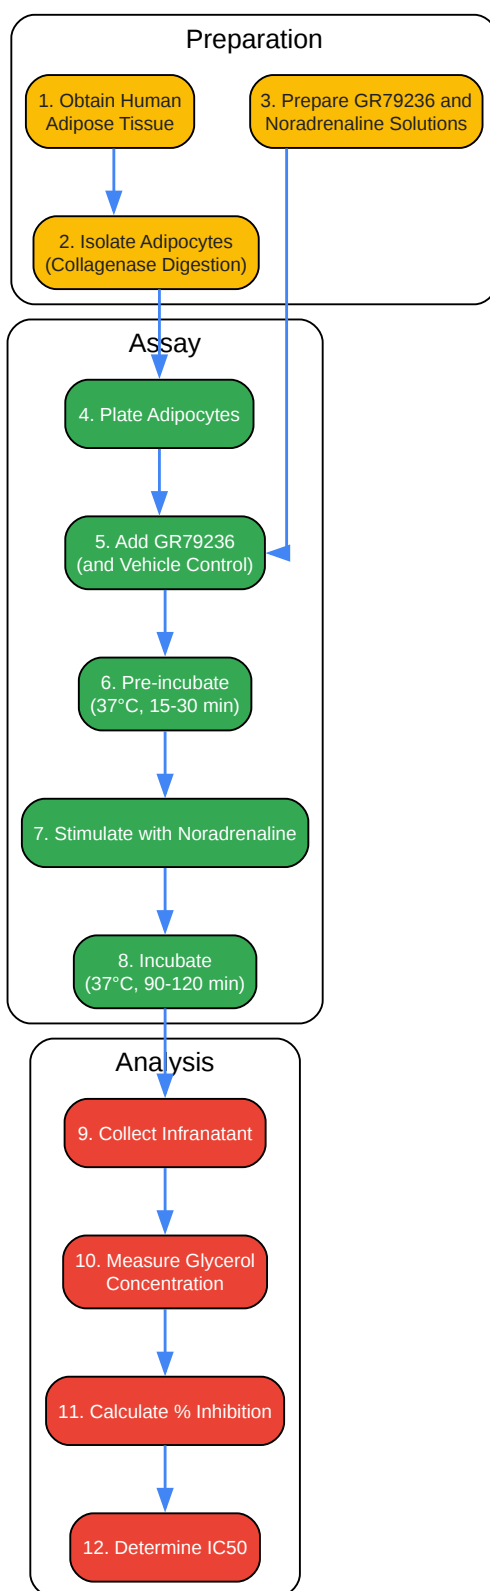 Preparation
1. Obtain Human
Adipose Tissue
3. Prepare GR79236 and
Noradrenaline Solutions
2. Isolate Adipocytes
(Collagenase Digestion)
Assay
4. Plate Adipocytes
5. Add GR79236
(and Vehicle Control)
6. Pre-incubate
(37°C, 15-30 min)
7. Stimulate with Noradrenaline
8. Incubate
(37°C, 90-120 min)
Analysis
9. Collect Infranatant
10. Measure Glycerol
Concentration
11. Calculate % Inhibition
12. Determine IC50